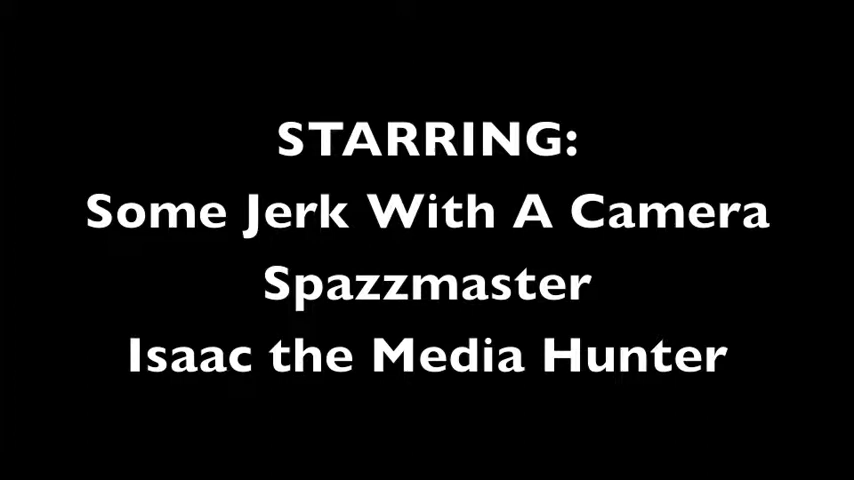 STARRING:
Some Jerk With A Camera
Spazzmaster
Isaac the Media Hunter